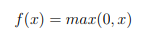 f(x) = max(0, x)